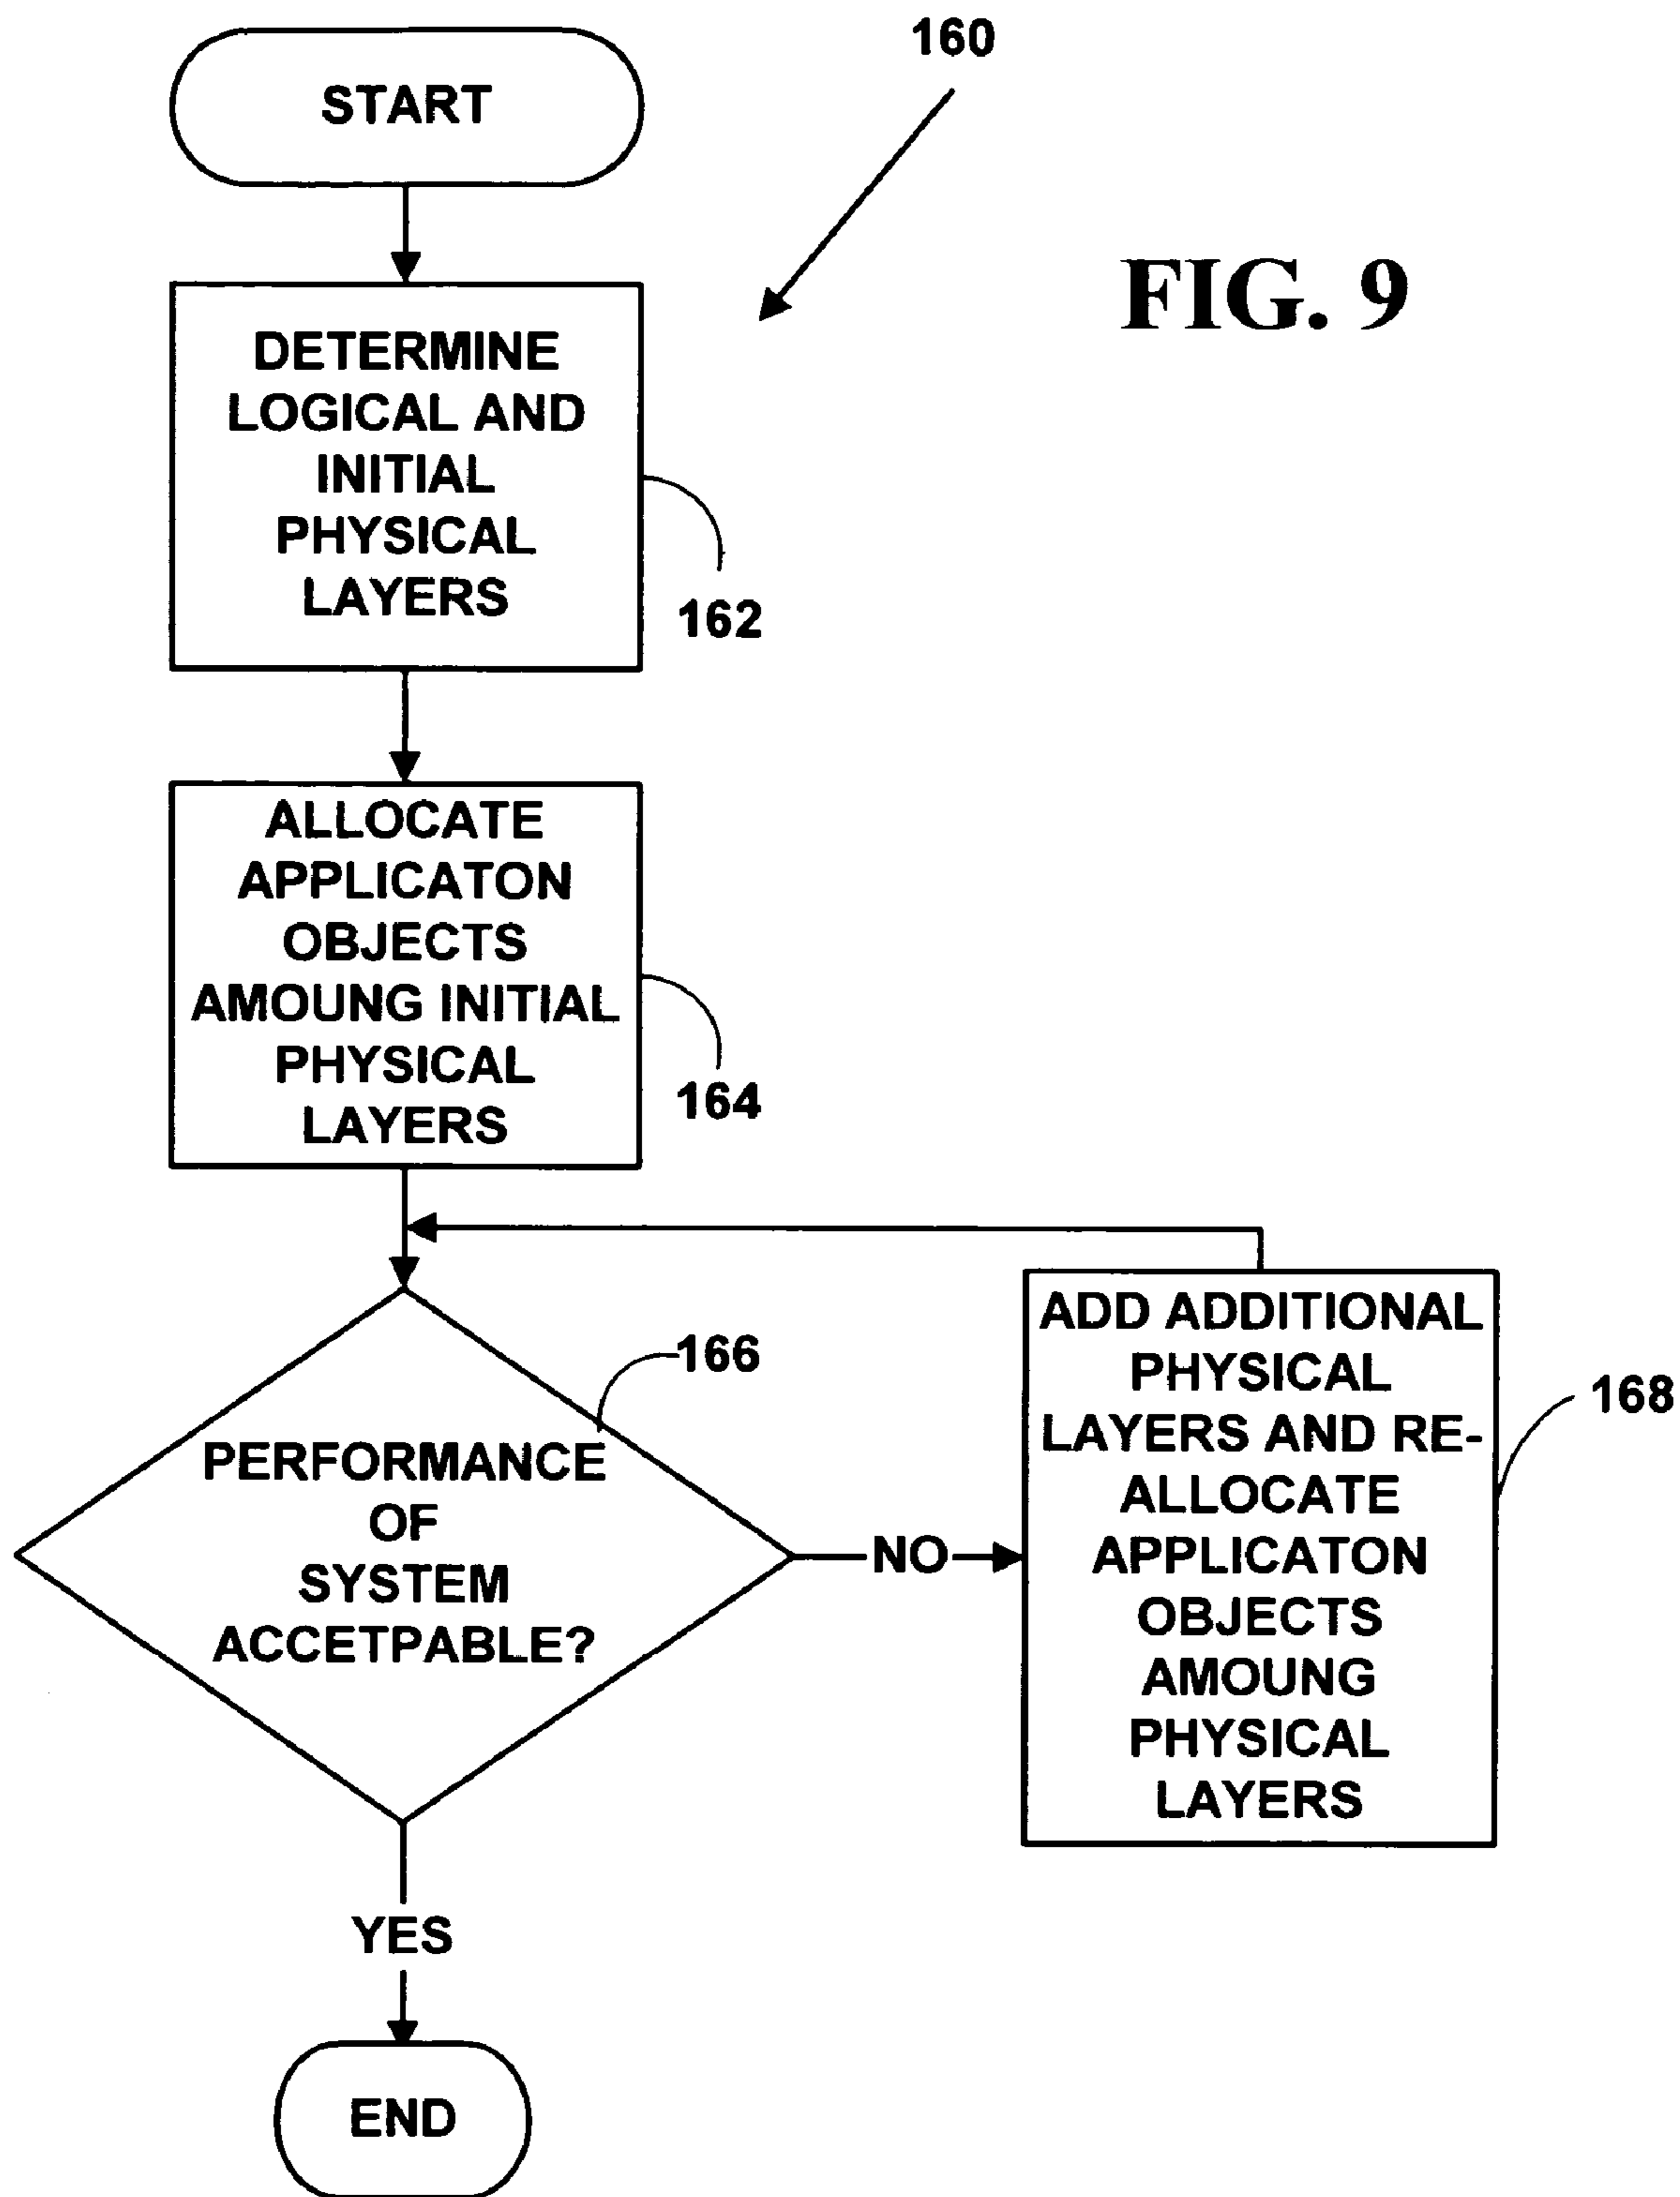 START
160
FIG. 9
DETERMINE
LOGICAL AND
INITIAL
PHYSICAL
LAYERS
162
ALLOCATE
APPLICATON
OBJECTS
AMOUNG INITIAL
PHYSICAL
LAYERS
164
PERFORMANCE
OF
SYSTEM
ACCETPABLE?
166
NO
ADD ADDITIONAL
PHYSICAL
LAYERS AND RE-
ALLOCATE
APPLICATON
OBJECTS
AMOUNG
PHYSICAL
LAYERS
168
YES
END